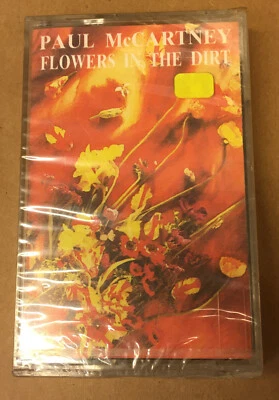 PAUL McCARTNEY
FLOWERS IN THE DIRT